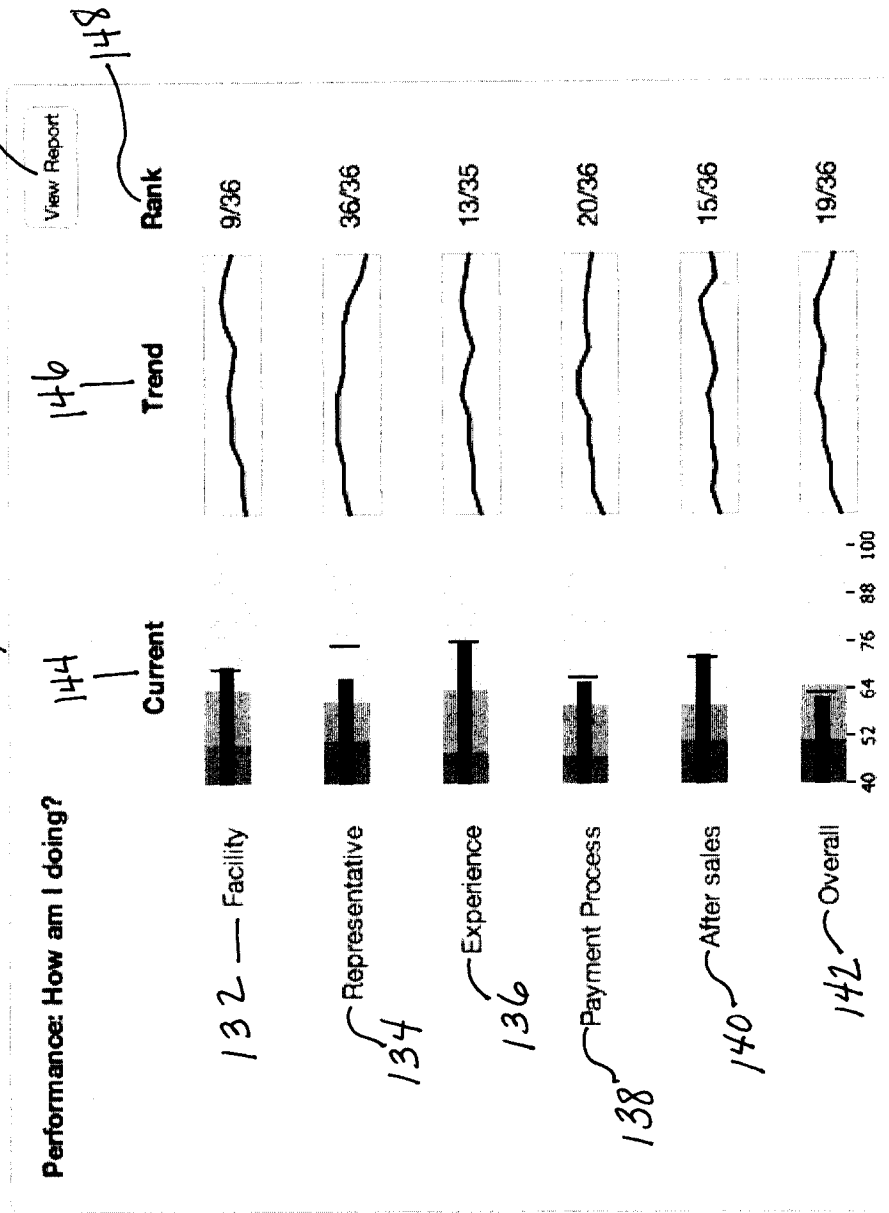 148
View Report
146
144
Performance: How am I doing?
Current
Trend
Rank
132 Facility
9/36
Representative
36/36
134
Experience
13/35
136
Payment Process
20/36
138
After sales
15/36
140
Overall
19/36
142
40 52 64 76 88 100